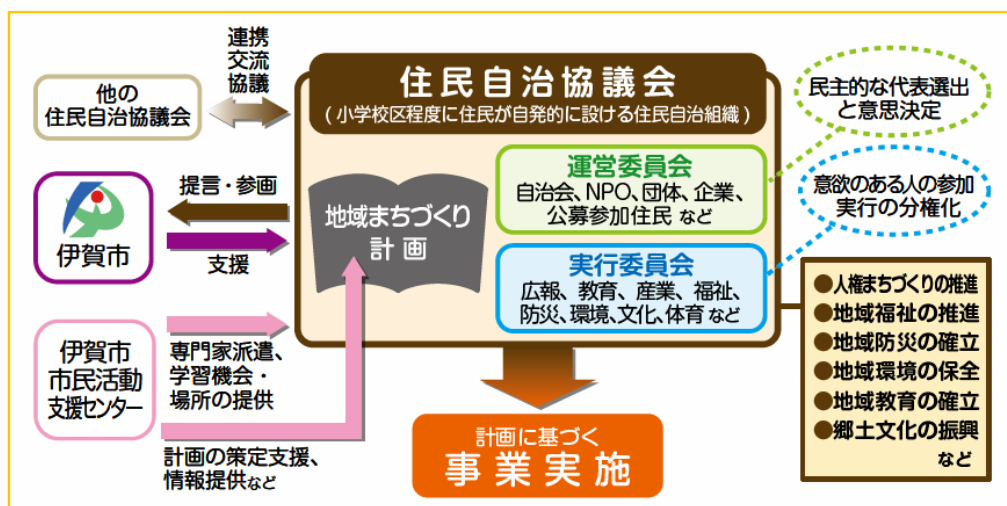 連携
交流
協議
他の
住民自治協議会
住民自治協議会
(小学校区程度に住民が自発的に設ける住民自治組織)
民主的な代表選出
と意思決定
運営委員会
自治会、NPO、団体、企業、
公募参加住民 など
意欲のある人の参加
実行の分権化
提言・参画
伊賀市
支援
地域まちづくり
計画
実行委員会
広報、教育、産業、福祉、
防災、環境、文化、体育 など
●人権まちづくりの推進
●地域福祉の推進
●地域防災の確立
●地域環境の保全
●地域教育の確立
●郷土文化の振興
など
伊賀市
市民活動
支援センター
専門家派遣、
学習機会・
場所の提供
計画の策定支援、
情報提供など
計画に基づく
事業実施